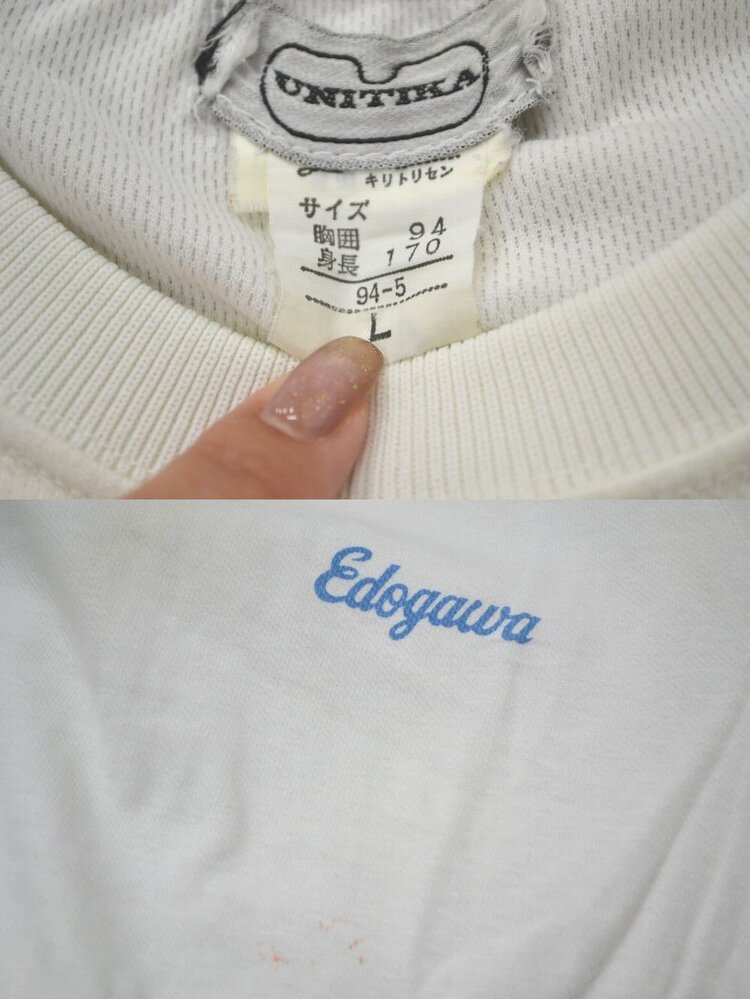 UNITIKA
キリトリセン
サイズ
胸囲 94
身長 170
94-5
L
Edogawa